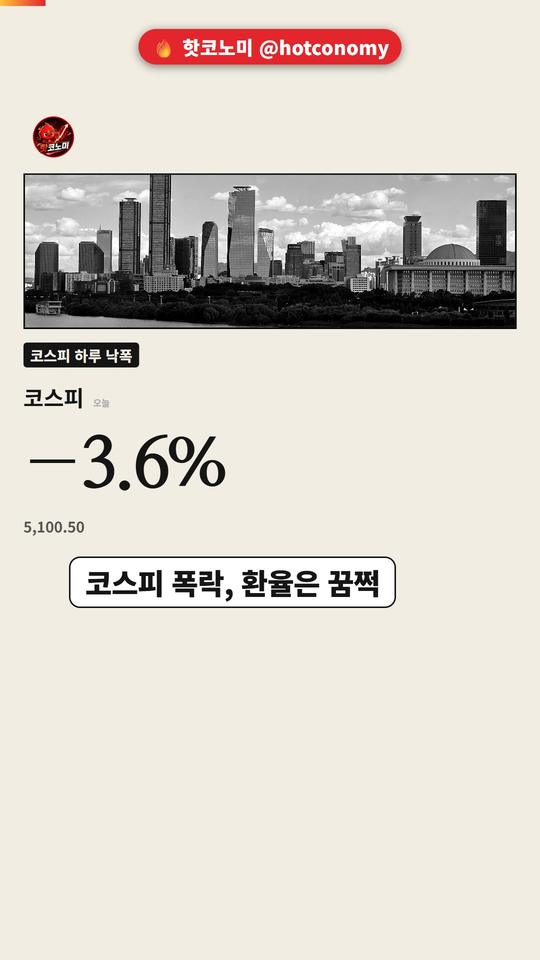 핫코노미 @hotconomy
핫코노미
코스피 하루 낙폭
코스피 오늘
−3.6%
5,100.50
코스피 폭락, 환율은 꿈쩍